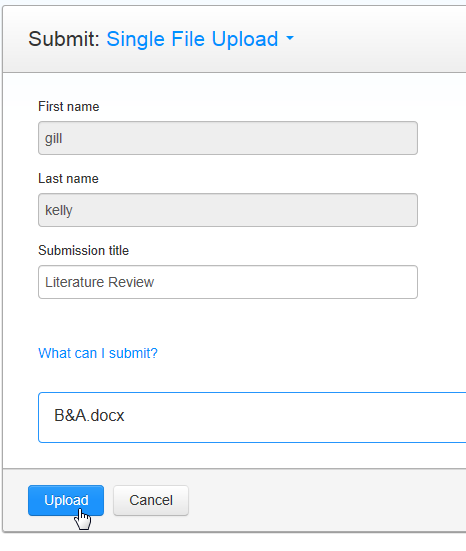 Submit: Single File Upload
First name
gill
Last name
kelly
Submission title
Literature Review
What can I submit?
B&A.docx
Upload Cancel